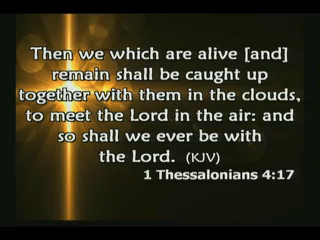 Then we which are alive [and]
remain shall be caught up
together with them in the clouds,
to meet the Lord in the air: and
so shall we ever be with
the Lord. (KJV)
1 Thessalonians 4:17